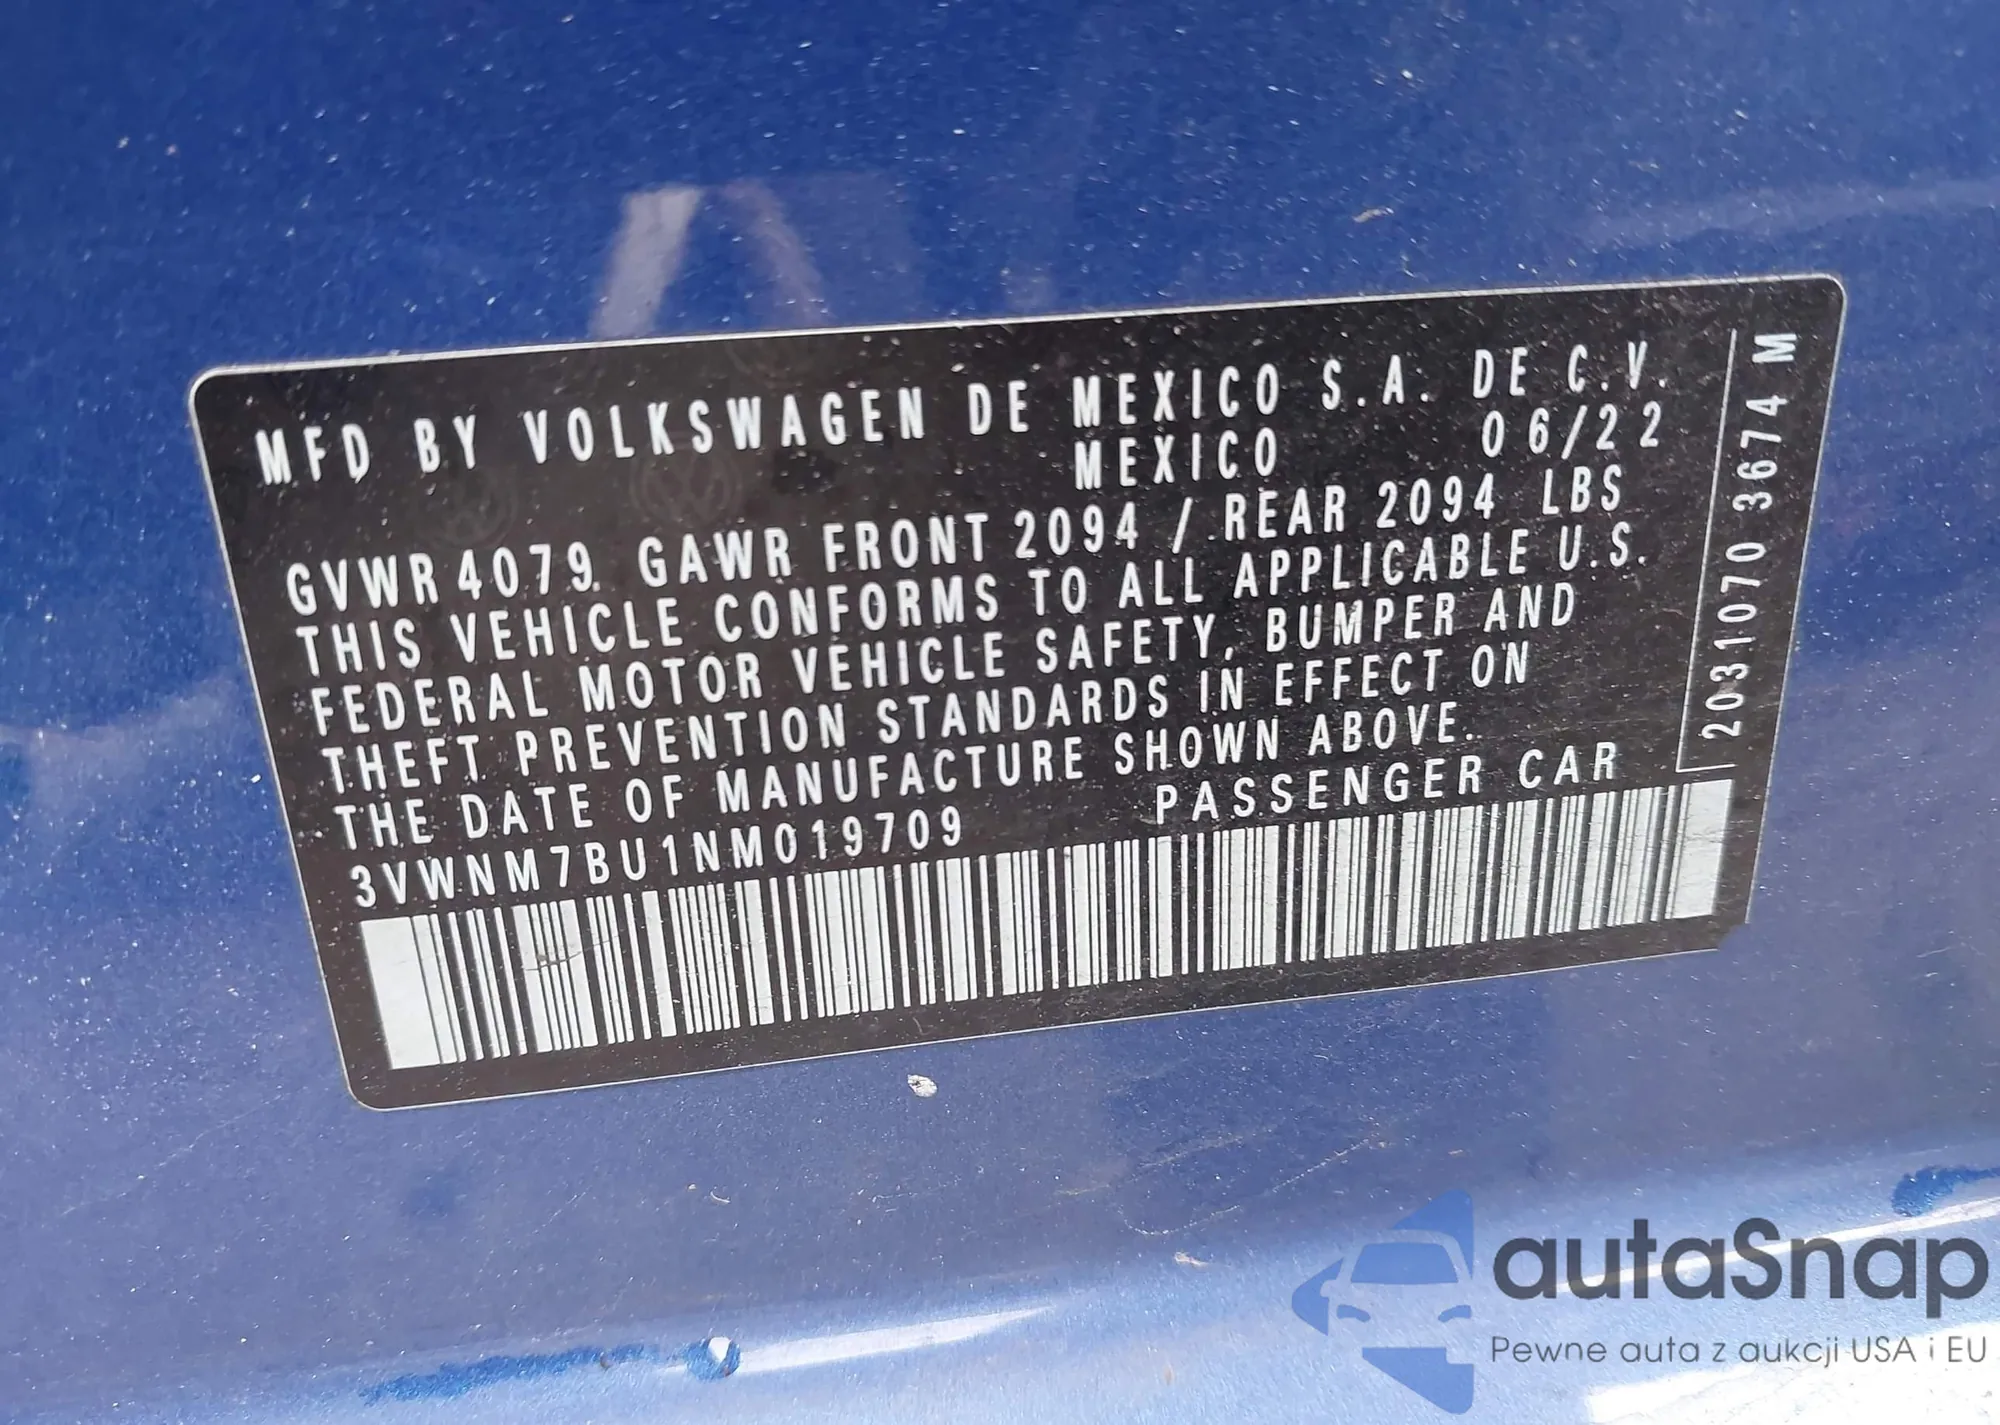 MFD BY VOLKSWAGEN DE MEXICO S.A. DE C.V.
MEXICO 06/22
GVWR 4079. GAWR FRONT 2094 / REAR 2094 LBS
THIS VEHICLE CONFORMS TO ALL APPLICABLE U.S.
FEDERAL MOTOR VEHICLE SAFETY, BUMPER AND
THEFT PREVENTION STANDARDS IN EFFECT ON
THE DATE OF MANUFACTURE SHOWN ABOVE.
3VWNM7BU1NM019709 PASSENGER CAR
2031070 3674 M
autaSnap
Pewne auta z aukcji USA i EU